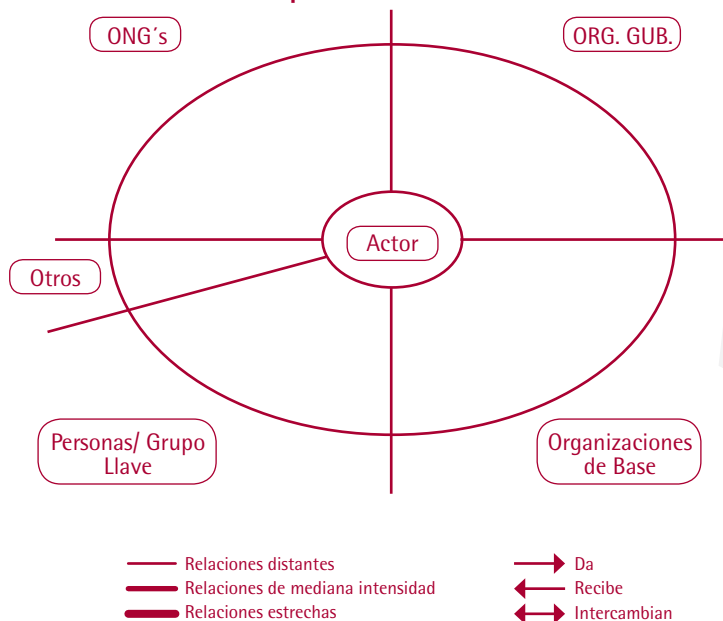 ONG´s
ORG. GUB.
Actor
Otros
Personas/ Grupo
Llave
Organizaciones
de Base
Relaciones distantes
Relaciones de mediana intensidad
Relaciones estrechas
Da
Recibe
Intercambian